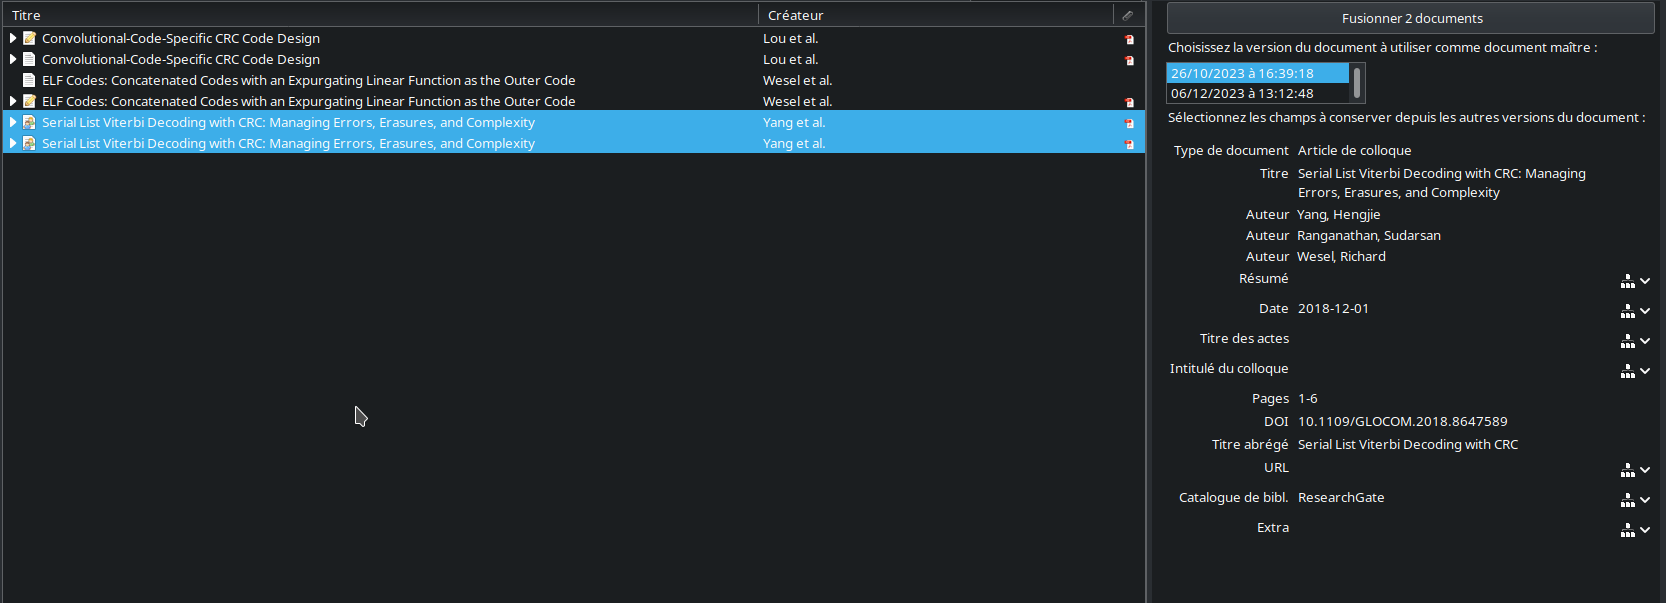 Titre Créateur
Convolutional-Code-Specific CRC Code Design Lou et al.
Convolutional-Code-Specific CRC Code Design Lou et al.
ELF Codes: Concatenated Codes with an Expurgating Linear Function as the Outer Code Wesel et al.
ELF Codes: Concatenated Codes with an Expurgating Linear Function as the Outer Code Wesel et al.
Serial List Viterbi Decoding with CRC: Managing Errors, Erasures, and Complexity Yang et al.
Serial List Viterbi Decoding with CRC: Managing Errors, Erasures, and Complexity Yang et al.
Fusionner 2 documents
Choisissez la version du document à utiliser comme document maître :
26/10/2023 à 16:39:18
06/12/2023 à 13:12:48
Sélectionnez les champs à conserver depuis les autres versions du document :
Type de document Article de colloque
Titre Serial List Viterbi Decoding with CRC: Managing
Errors, Erasures, and Complexity
Auteur Yang, Hengjie
Auteur Ranganathan, Sudarsan
Auteur Wesel, Richard
Résumé
Date 2018-12-01
Titre des actes
Intitulé du colloque
Pages 1-6
DOI 10.1109/GLOCOM.2018.8647589
Titre abrégé Serial List Viterbi Decoding with CRC
URL
Catalogue de bibl. ResearchGate
Extra